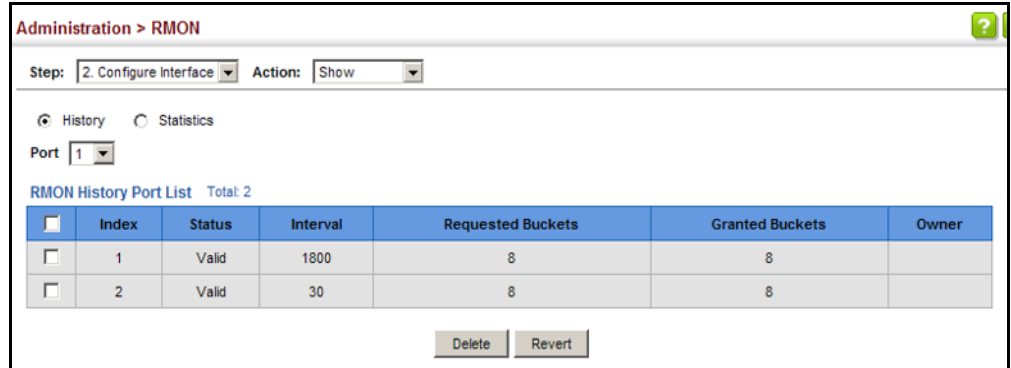 Administration > RMON
?
Step: 2. Configure Interface Action: Show
History Statistics
Port 1
RMON History Port List Total: 2
Index Status Interval Requested Buckets Granted Buckets Owner
1 Valid 1800 8 8
2 Valid 30 8 8
Delete Revert